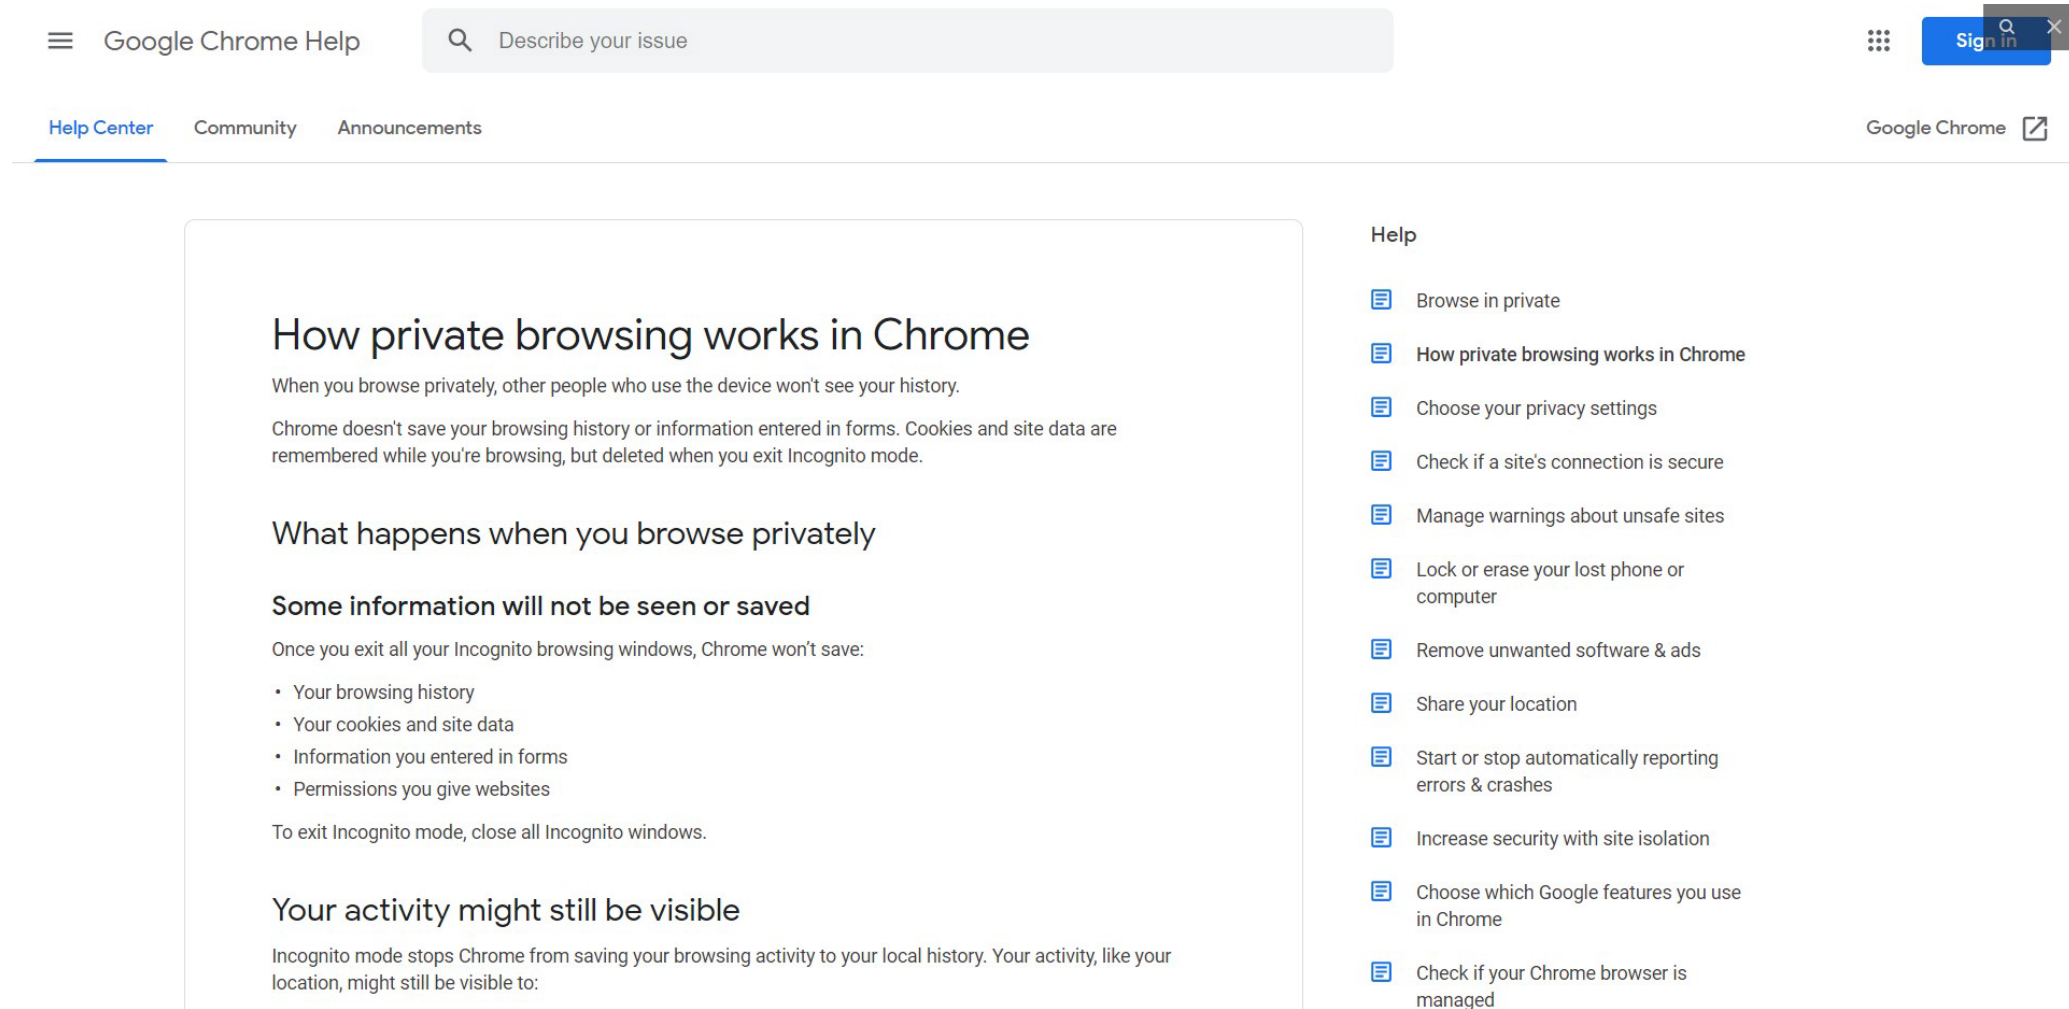 Google Chrome Help
Describe your issue
Sign in
Help Center
Community
Announcements
Google Chrome
How private browsing works in Chrome
When you browse privately, other people who use the device won't see your history.
Chrome doesn't save your browsing history or information entered in forms. Cookies and site data are
remembered while you're browsing, but deleted when you exit Incognito mode.
What happens when you browse privately
Some information will not be seen or saved
Once you exit all your Incognito browsing windows, Chrome won’t save:
• Your browsing history
• Your cookies and site data
• Information you entered in forms
• Permissions you give websites
To exit Incognito mode, close all Incognito windows.
Your activity might still be visible
Incognito mode stops Chrome from saving your browsing activity to your local history. Your activity, like your
location, might still be visible to:
Help
Browse in private
How private browsing works in Chrome
Choose your privacy settings
Check if a site's connection is secure
Manage warnings about unsafe sites
Lock or erase your lost phone or
computer
Remove unwanted software & ads
Share your location
Start or stop automatically reporting
errors & crashes
Increase security with site isolation
Choose which Google features you use
in Chrome
Check if your Chrome browser is
managed